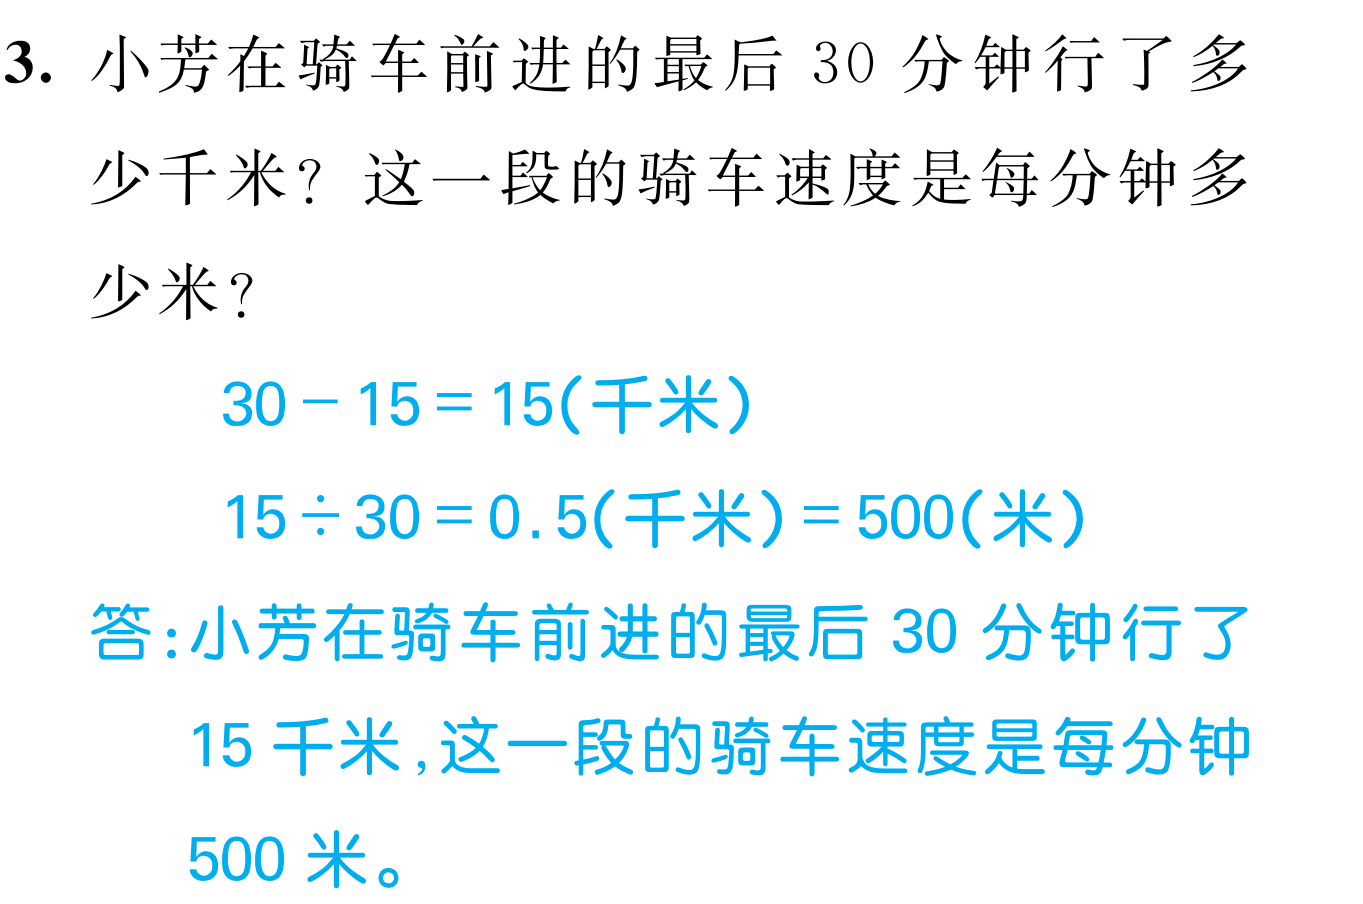 3. 小芳在骑车前进的最后 30 分钟行了多
少千米？这一段的骑车速度是每分钟多
少米？
30－15＝15(千米)
15÷30＝0.5(千米)＝500(米)
答:小芳在骑车前进的最后 30 分钟行了
15 千米,这一段的骑车速度是每分钟
500 米。